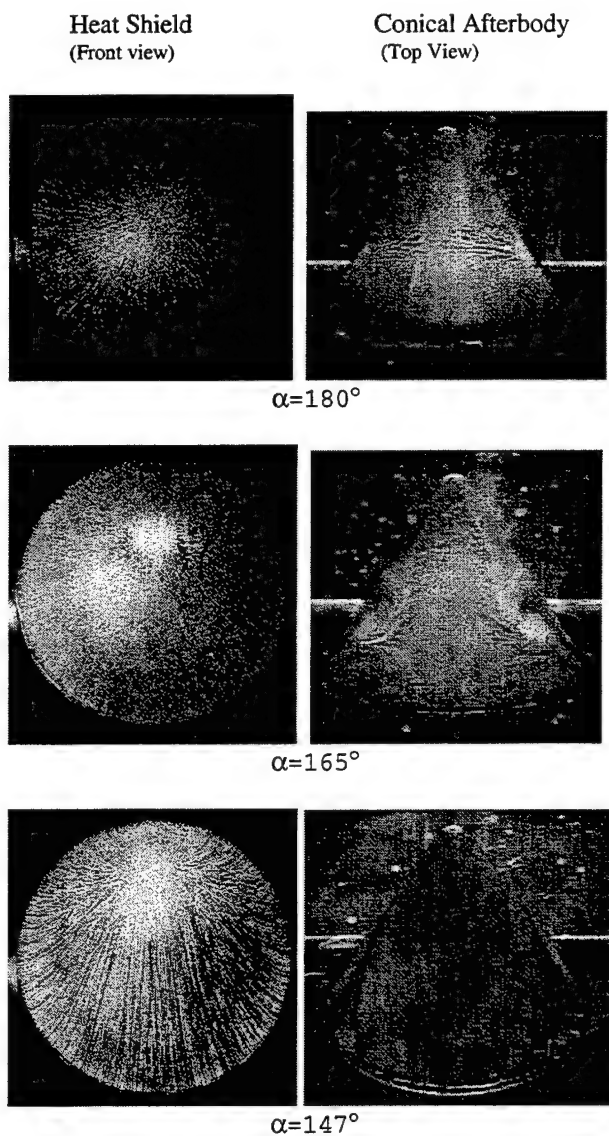 Heat Shield
(Front view)
Conical Afterbody
(Top View)
α=180°
α=165°
α=147°